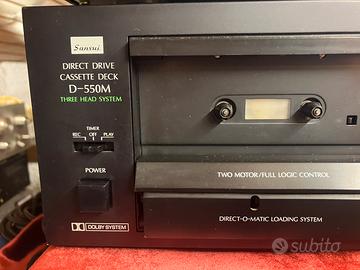 Sansui
DIRECT DRIVE
CASSETTE DECK
D-550M
THREE HEAD SYSTEM
TIMER
REC OFF PLAY
POWER
DOLBY SYSTEM
TWO MOTOR/FULL LOGIC CONTROL
DIRECT-O-MATIC LOADING SYSTEM
subito